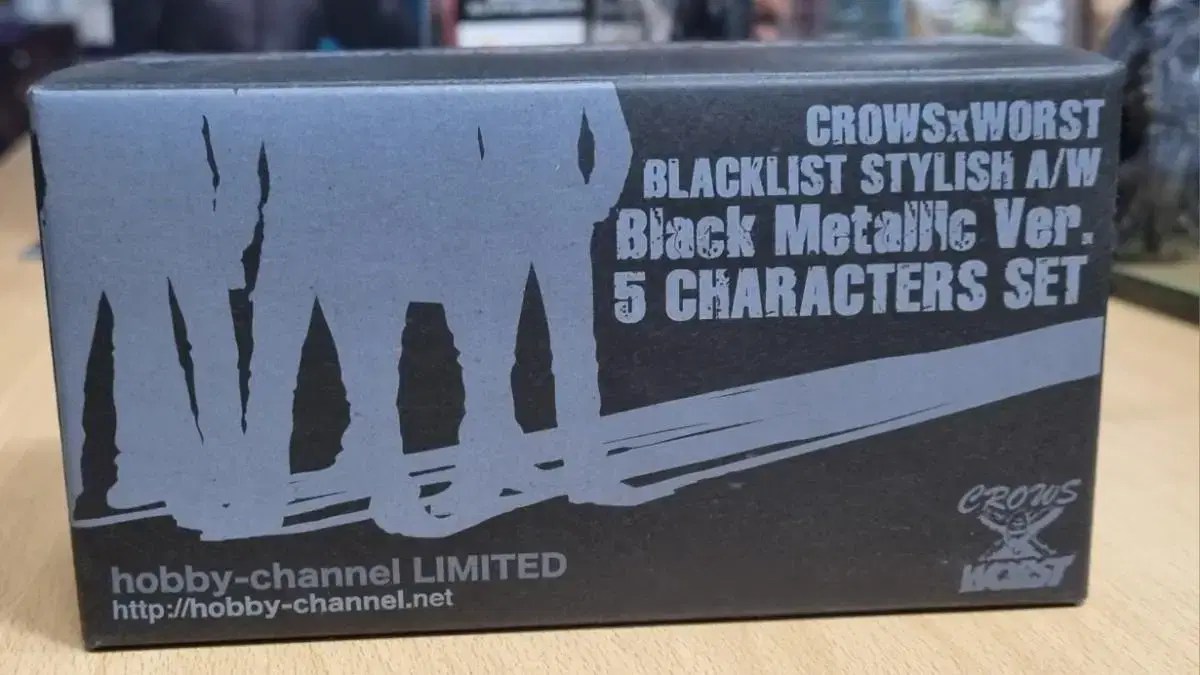 CROWSxWORST
BLACKLIST STYLISH A/W
Black Metallic Ver.
5 CHARACTERS SET
CROWS
WORST
hobby-channel LIMITED
http://hobby-channel.net